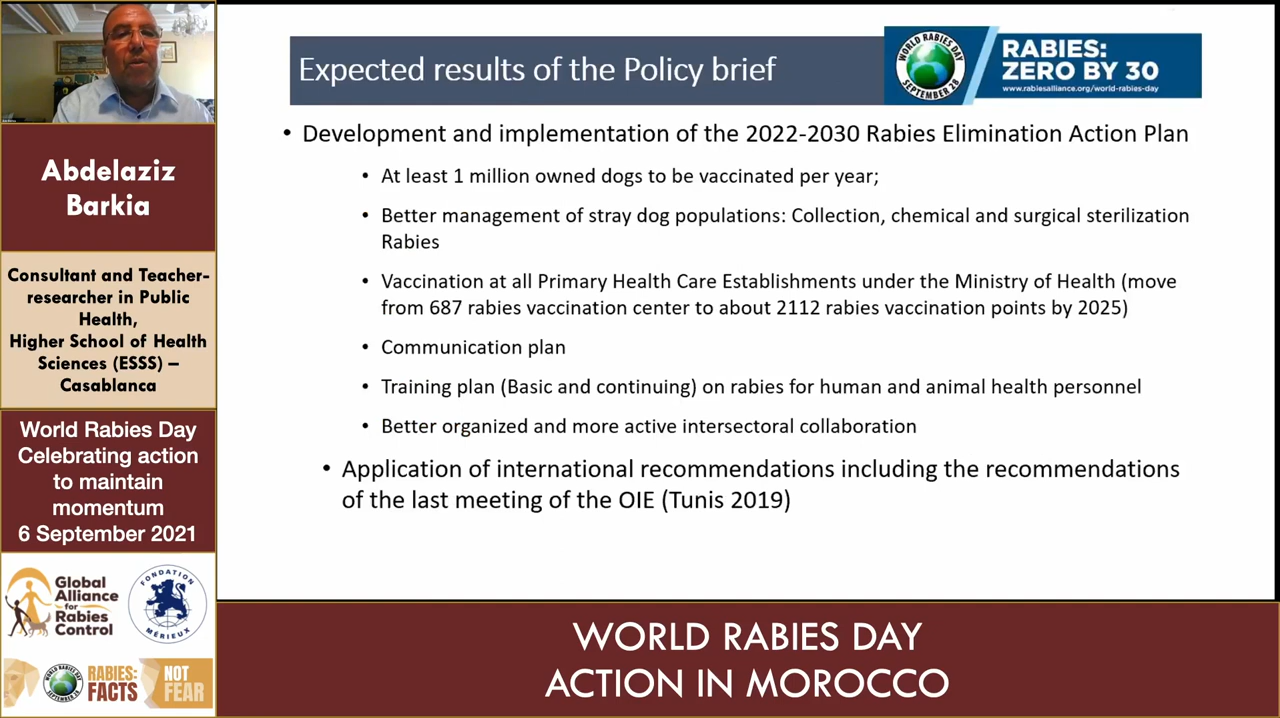 Expected results of the Policy brief
WORLD RABIES DAY
SEPTEMBER 28
RABIES:
ZERO BY 30
www.rabiesalliance.org/world-rabies-day
• Development and implementation of the 2022-2030 Rabies Elimination Action Plan
• At least 1 million owned dogs to be vaccinated per year;
• Better management of stray dog populations: Collection, chemical and surgical sterilization
Rabies
• Vaccination at all Primary Health Care Establishments under the Ministry of Health (move
from 687 rabies vaccination center to about 2112 rabies vaccination points by 2025)
• Communication plan
• Training plan (Basic and continuing) on rabies for human and animal health personnel
• Better organized and more active intersectoral collaboration
• Application of international recommendations including the recommendations
of the last meeting of the OIE (Tunis 2019)
Abdelaziz
Barkia
Consultant and Teacher-
researcher in Public
Health,
Higher School of Health
Sciences (ESSS) –
Casablanca
World Rabies Day
Celebrating action
to maintain
momentum
6 September 2021
Global
Alliance
for
Rabies
Control
FONDATION
MÉRIEUX
WORLD RABIES DAY
SEPTEMBER 28
RABIES:
FACTS
NOT
FEAR
WORLD RABIES DAY
ACTION IN MOROCCO